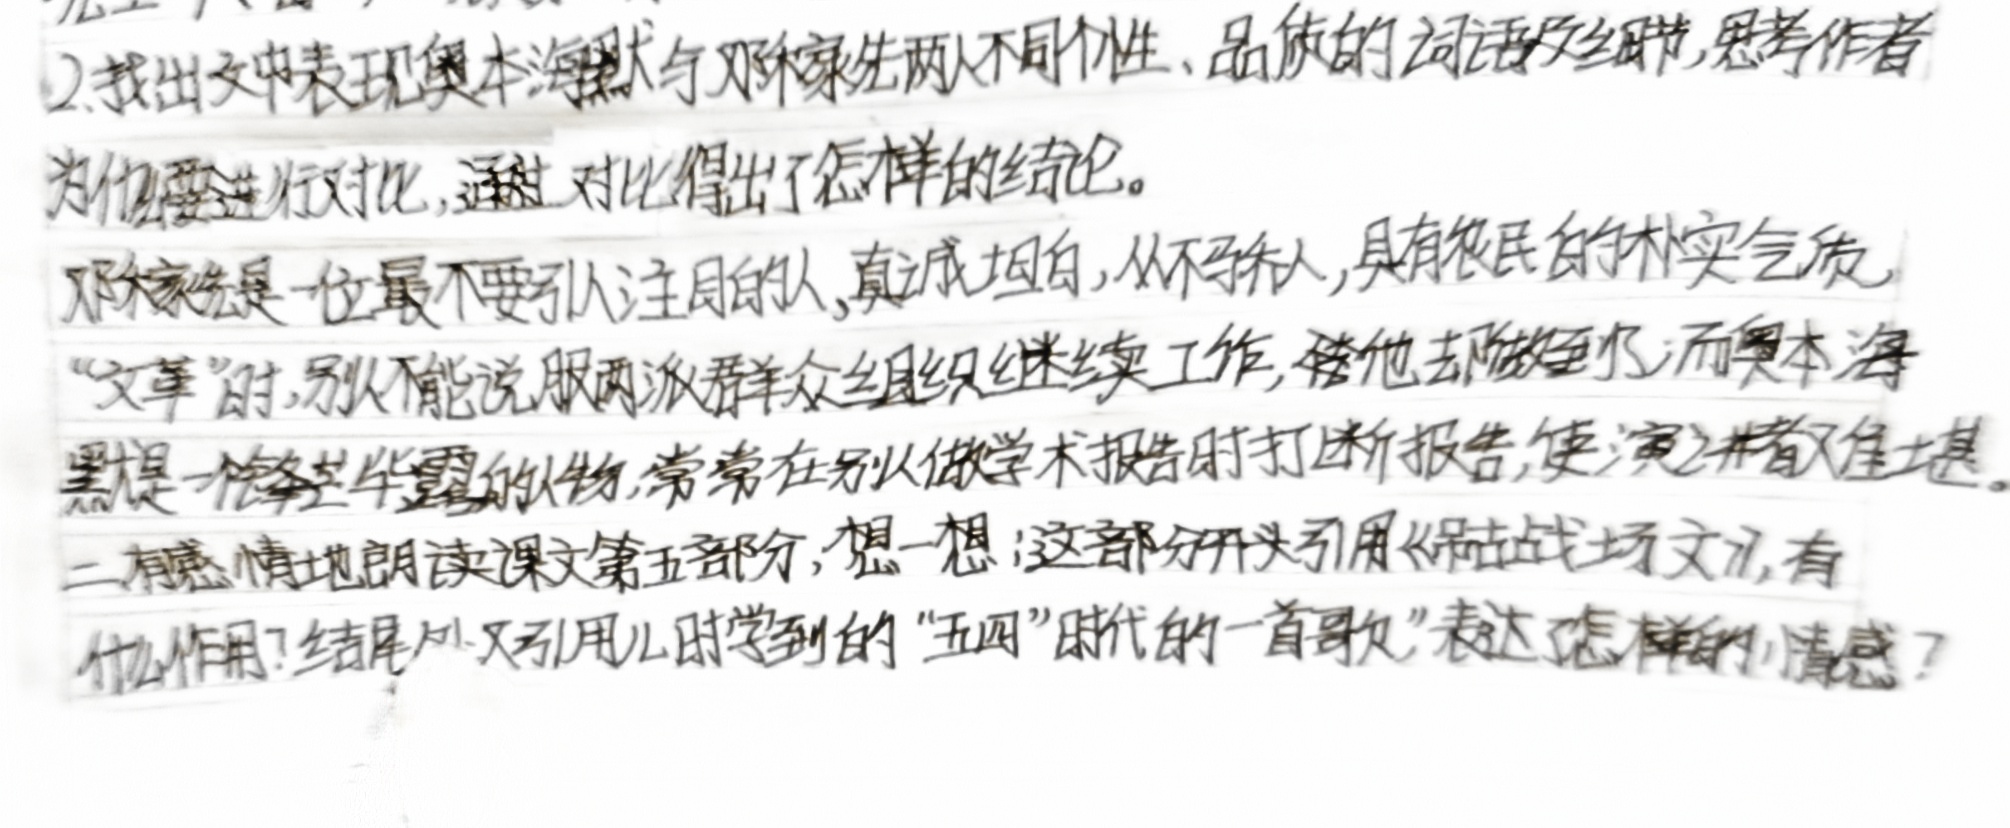 2.找出文中表现奥本海默与邓稼先两人不同个性、品质的词语及细节,思考作者
为什么要进行对比,通过对比得出了怎样的结论。
邓稼先是一位最不要引人注目的人,真诚坦白,从不骄人,具有农民的朴实气质,
“文革”时,别人不能说服两派群众组织继续工作,他去做到了;而奥本海
默是一个锋芒毕露的人物,常常在别人做学术报告时打断报告,使演讲者难堪。
二.有感情地朗读课文第五部分,想一想;这部分开头引用《吊古战场文》,有
什么作用?结尾处又引用儿时学到的“五四”时代的一首歌”表达了怎样的情感?